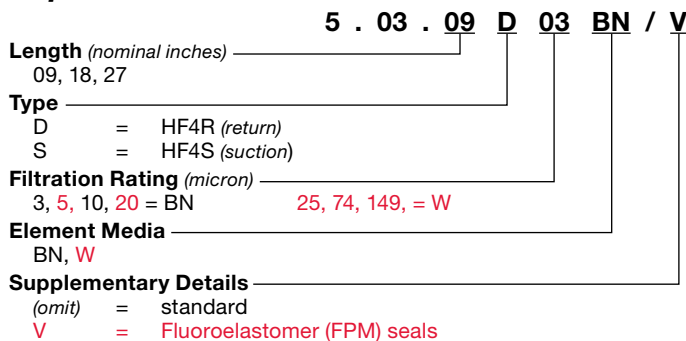 5 . 03 . 09 D 03 BN / V
Length (nominal inches)
09, 18, 27
Type
D = HF4R (return)
S = HF4S (suction)
Filtration Rating (micron)
3, 5, 10, 20 = BN 25, 74, 149, = W
Element Media
BN, W
Supplementary Details
(omit) = standard
V = Fluoroelastomer (FPM) seals